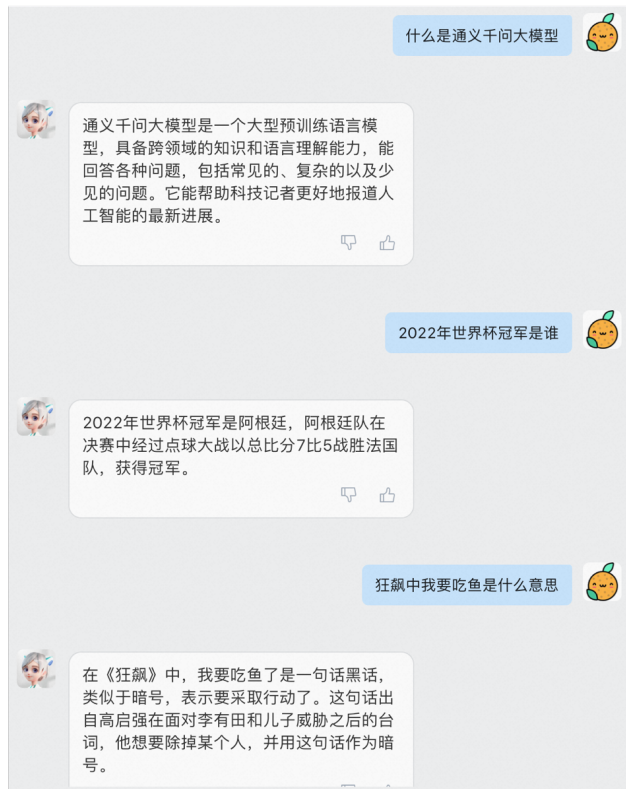 什么是通义千问大模型
通义千问大模型是一个大型预训练语言模
型，具备跨领域的知识和语言理解能力，能
回答各种问题，包括常见的、复杂的以及少
见的问题。它能帮助科技记者更好地报道人
工智能的最新进展。
2022年世界杯冠军是谁
2022年世界杯冠军是阿根廷，阿根廷队在
决赛中经过点球大战以总比分7比5战胜法国
队，获得冠军。
狂飙中我要吃鱼是什么意思
在《狂飙》中，我要吃鱼了是一句话黑话，
类似于暗号，表示要采取行动了。这句话出
自高启强在面对李有田和儿子威胁之后的台
词，他想要除掉某个人，并用这句话作为暗
号。